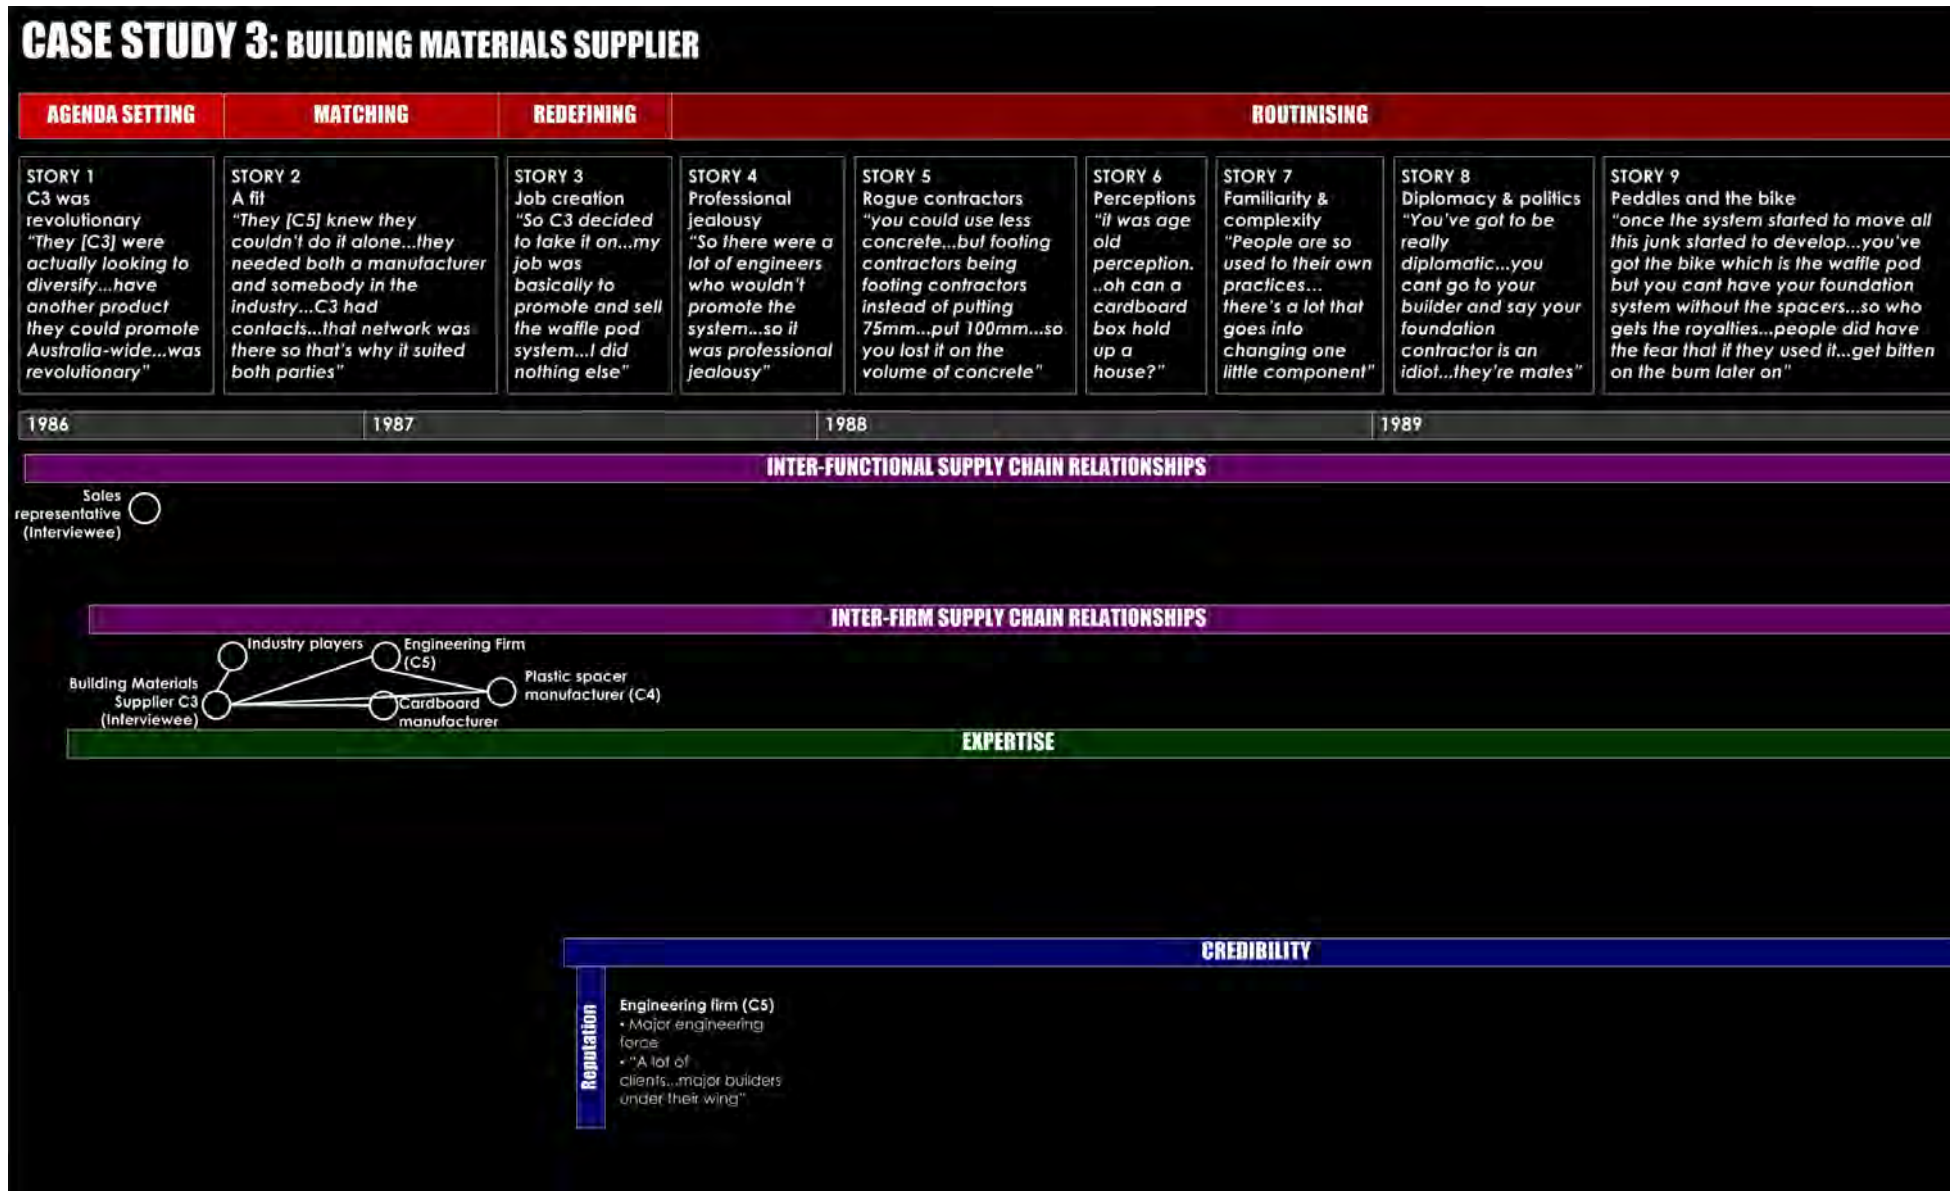 CASE STUDY 3: BUILDING MATERIALS SUPPLIER
AGENDA SETTING
MATCHING
REDEFINING
ROUTINISING
STORY 1
C3 was
revolutionary
"They [C3] were
actually looking to
diversify...have
another product
they could promote
Australia-wide...was
revolutionary"
STORY 2
A fit
"They [C5] knew they
couldn't do it alone...they
needed both a manufacturer
and somebody in the
industry...C3 had
contacts...that network was
there so that's why it suited
both parties"
STORY 3
Job creation
"So C3 decided
to take it on...my
job was
basically to
promote and sell
the waffle pod
system...I did
nothing else"
STORY 4
Professional
jealousy
"So there were a
lot of engineers
who wouldn't
promote the
system...so it
was professional
jealousy"
STORY 5
Rogue contractors
"you could use less
concrete...but footing
contractors being
footing contractors
instead of putting
75mm...put 100mm...so
you lost it on the
volume of concrete"
STORY 6
Perceptions
"it was age
old
perception.
..oh can a
cardboard
box hold
up a
house?"
STORY 7
Familiarity &
complexity
"People are so
used to their own
practices...
there's a lot that
goes into
changing one
little component"
STORY 8
Diplomacy & politics
"You've got to be
really
diplomatic...you
cant go to your
builder and say your
foundation
contractor is an
idiot...they're mates"
STORY 9
Peddles and the bike
"once the system started to move all
this junk started to develop...you've
got the bike which is the waffle pod
but you cant have your foundation
system without the spacers...so who
gets the royalties...people did have
the fear that if they used it...get bitten
on the bum later on"
1986
1987
1988
1989
INTER-FUNCTIONAL SUPPLY CHAIN RELATIONSHIPS
Sales
representative
(Interviewee)
INTER-FIRM SUPPLY CHAIN RELATIONSHIPS
Industry players
Engineering Firm
(C5)
Building Materials
Supplier C3
(Interviewee)
Plastic spacer
manufacturer (C4)
Cardboard
manufacturer
EXPERTISE
CREDIBILITY
Reputation
Engineering firm (C5)
• Major engineering
force
• "A lot of
clients...major builders
under their wing"